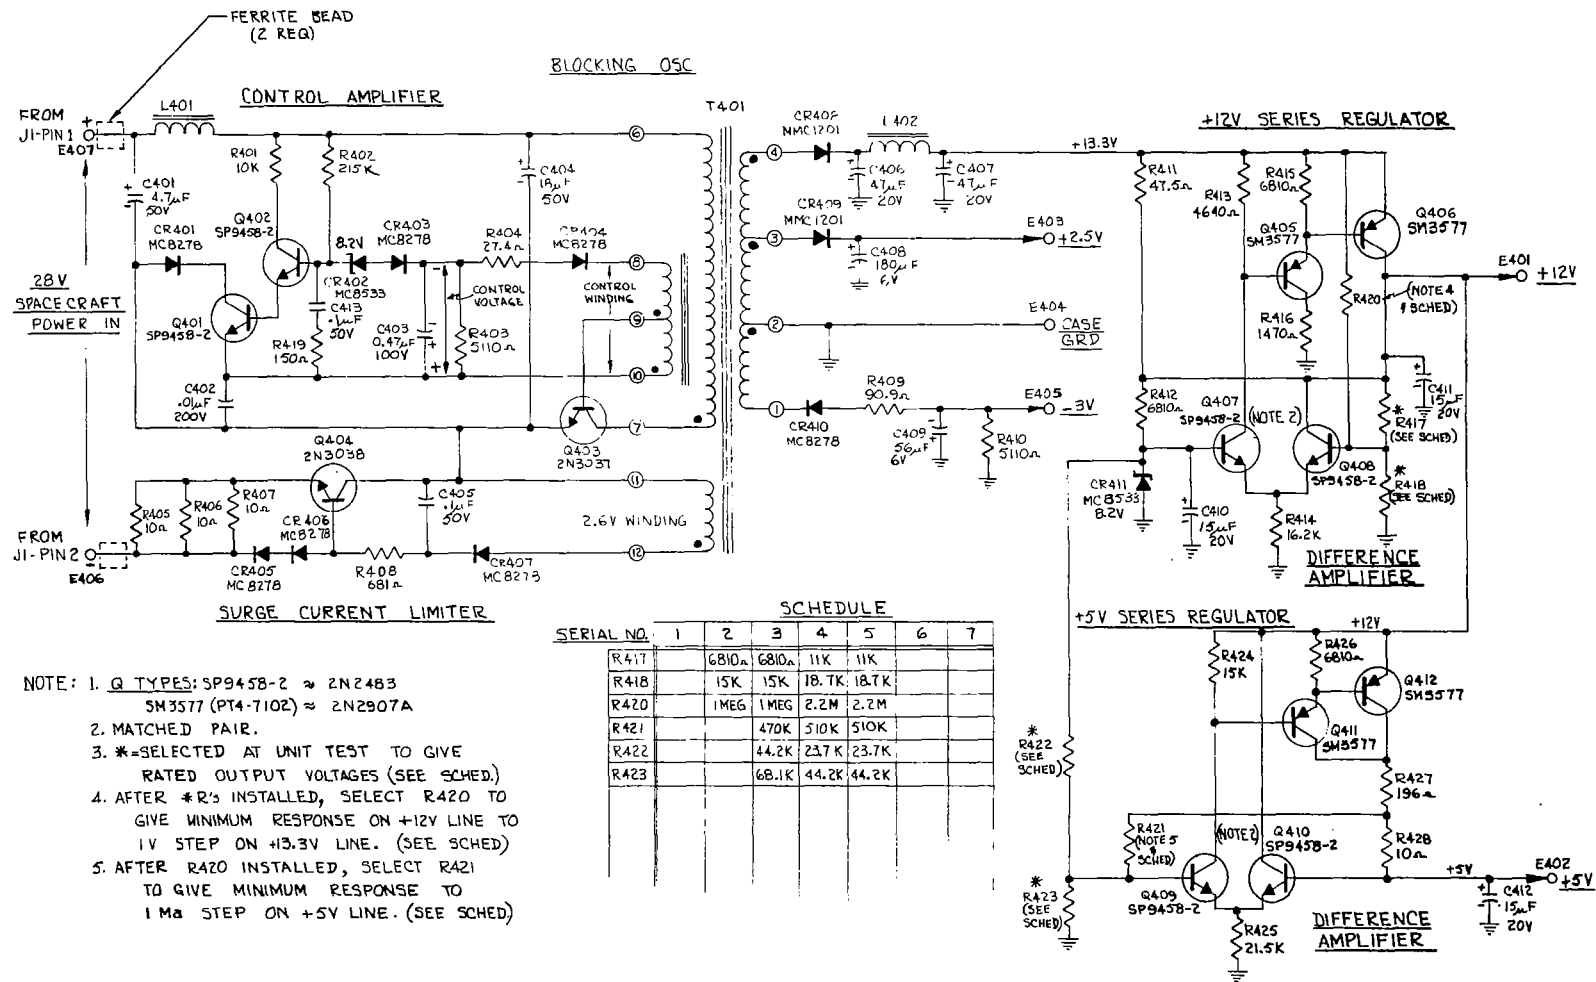 FERRITE BEAD
(2 REQ)
BLOCKING OSC
CONTROL AMPLIFIER
FROM
J1-PIN 1
+
E407
L401
R401
10K
R402
215K
C401
4.7µF
50V
CR401
MC8278
Q402
SP9458-2
8.2V
CR403
MC8278
R404
27.4Ω
CR404
MC8278
C404
18µF
50V
T401
6
8
9
10
7
11
12
28V
SPACECRAFT
POWER IN
Q401
SP9458-2
CR402
MC8533
C413
.1µF
50V
R419
150Ω
C403
0.47µF
100V
CONTROL
VOLTAGE
R403
5110Ω
CONTROL
WINDING
C402
.01µF
200V
Q403
2N3037
Q404
2N3038
R405
10Ω
R406
10Ω
R407
10Ω
CR406
MC8278
C405
.1µF
50V
2.6V WINDING
FROM
J1-PIN 2
E406
CR405
MC8278
R408
681Ω
CR407
MC8278
SURGE CURRENT LIMITER
4
3
2
1
CR408
MMC1201
L402
C406
47µF
20V
C407
47µF
20V
+13.3V
CR409
MMC1201
C408
180µF
6V
E403
+2.5V
E404
CASE
GRD
CR410
MC8278
R409
90.9Ω
C409
56µF
6V
R410
5110Ω
E405
-3V
+12V SERIES REGULATOR
R411
47.5Ω
R413
4640Ω
R415
6810Ω
Q405
SM3577
Q406
SM3577
R416
1470Ω
R420
(NOTE 4
& SCHED)
E401
+12V
R412
6810Ω
Q407
SP9458-2
(NOTE 2)
Q408
SP9458-2
C411
15µF
20V
*
R417
(SEE SCHED)
*
R418
(SEE SCHED)
CR411
MC8533
8.2V
C410
15µF
20V
R414
16.2K
DIFFERENCE
AMPLIFIER
+5V SERIES REGULATOR
+12V
R424
15K
R426
6810Ω
Q412
SM3577
Q411
SM3577
*
R422
(SEE
SCHED)
R427
196Ω
R421
(NOTE 5
& SCHED)
(NOTE 2)
Q410
SP9458-2
R428
10Ω
*
R423
(SEE
SCHED)
Q409
SP9458-2
+5V
E402
+5V
C412
15µF
20V
R425
21.5K
DIFFERENCE
AMPLIFIER
SCHEDULE
SERIAL NO. 1 2 3 4 5 6 7
R417 6810Ω 6810Ω 11K 11K
R418 15K 15K 18.7K 18.7K
R420 1MEG 1MEG 2.2M 2.2M
R421 470K 510K 510K
R422 44.2K 23.7K 23.7K
R423 68.1K 44.2K 44.2K
NOTE: 1. Q TYPES: SP9458-2 ≈ 2N2483
SM3577 (PT4-7102) ≈ 2N2907A
2. MATCHED PAIR.
3. *=SELECTED AT UNIT TEST TO GIVE
RATED OUTPUT VOLTAGES (SEE SCHED.)
4. AFTER *R's INSTALLED, SELECT R420 TO
GIVE MINIMUM RESPONSE ON +12V LINE TO
1V STEP ON +13.3V LINE. (SEE SCHED)
5. AFTER R420 INSTALLED, SELECT R421
TO GIVE MINIMUM RESPONSE TO
1 Ma STEP ON +5V LINE. (SEE SCHED)